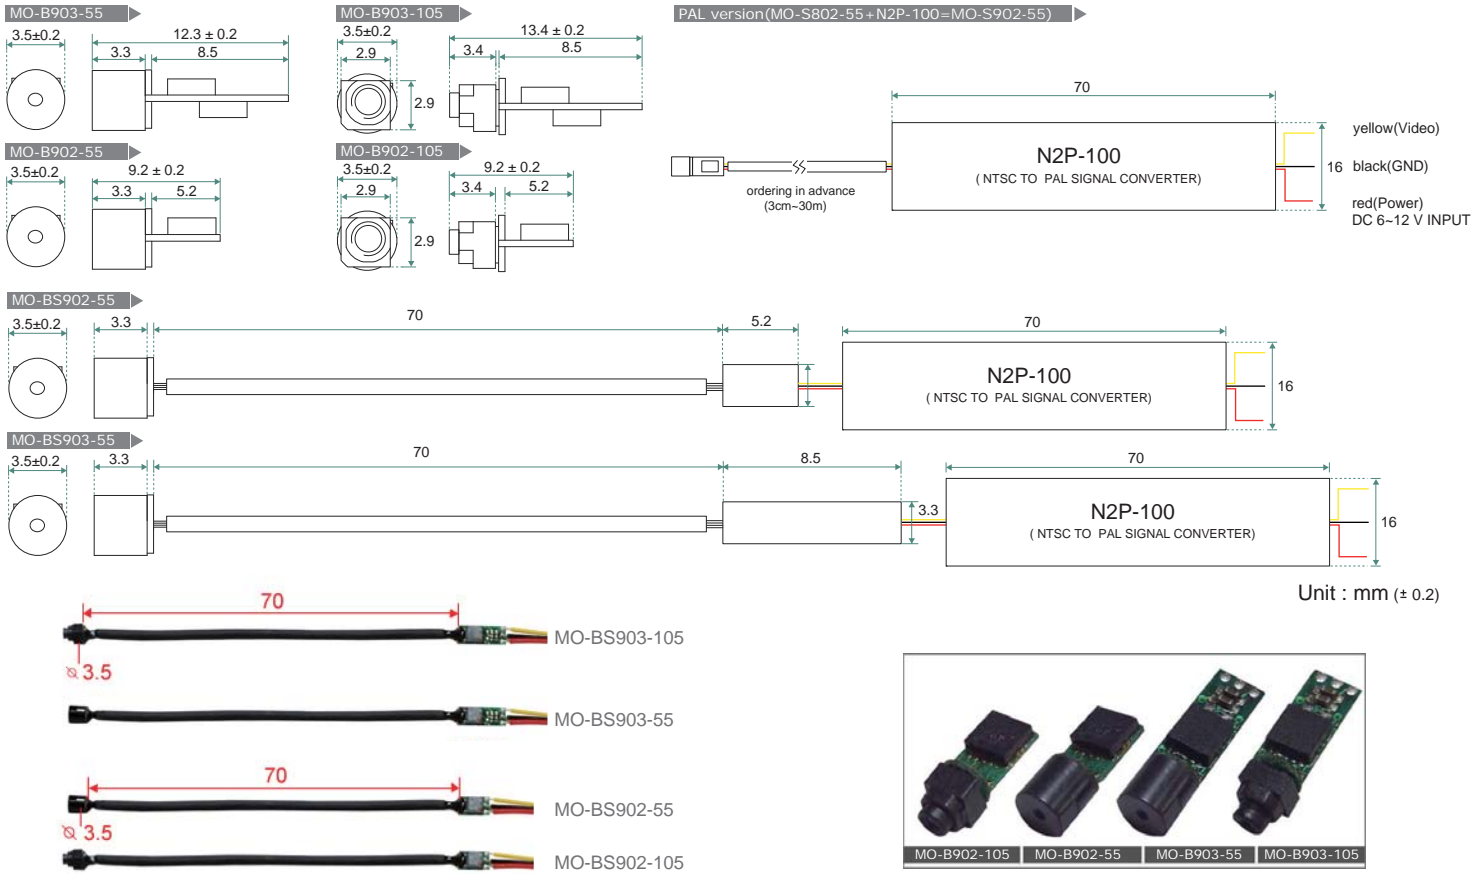 MO-B903-55
3.5±0.2
12.3 ± 0.2
3.3
8.5
MO-B903-105
3.5±0.2
2.9
2.9
13.4 ± 0.2
3.4
8.5
PAL version(MO-S802-55+N2P-100=MO-S902-55)
70
N2P-100
( NTSC TO PAL SIGNAL CONVERTER)
16
yellow(Video)
black(GND)
red(Power)
DC 6~12 V INPUT
ordering in advance
(3cm~30m)
MO-B902-55
3.5±0.2
9.2 ± 0.2
3.3
5.2
MO-B902-105
3.5±0.2
2.9
2.9
9.2 ± 0.2
3.4
5.2
MO-BS902-55
3.5±0.2
3.3
70
5.2
70
N2P-100
( NTSC TO PAL SIGNAL CONVERTER)
16
MO-BS903-55
3.5±0.2
3.3
70
8.5
3.3
70
N2P-100
( NTSC TO PAL SIGNAL CONVERTER)
16
Unit : mm (± 0.2)
70
MO-BS903-105
ø 3.5
MO-BS903-55
70
MO-BS902-55
ø 3.5
MO-BS902-105
MO-B902-105
MO-B902-55
MO-B903-55
MO-B903-105